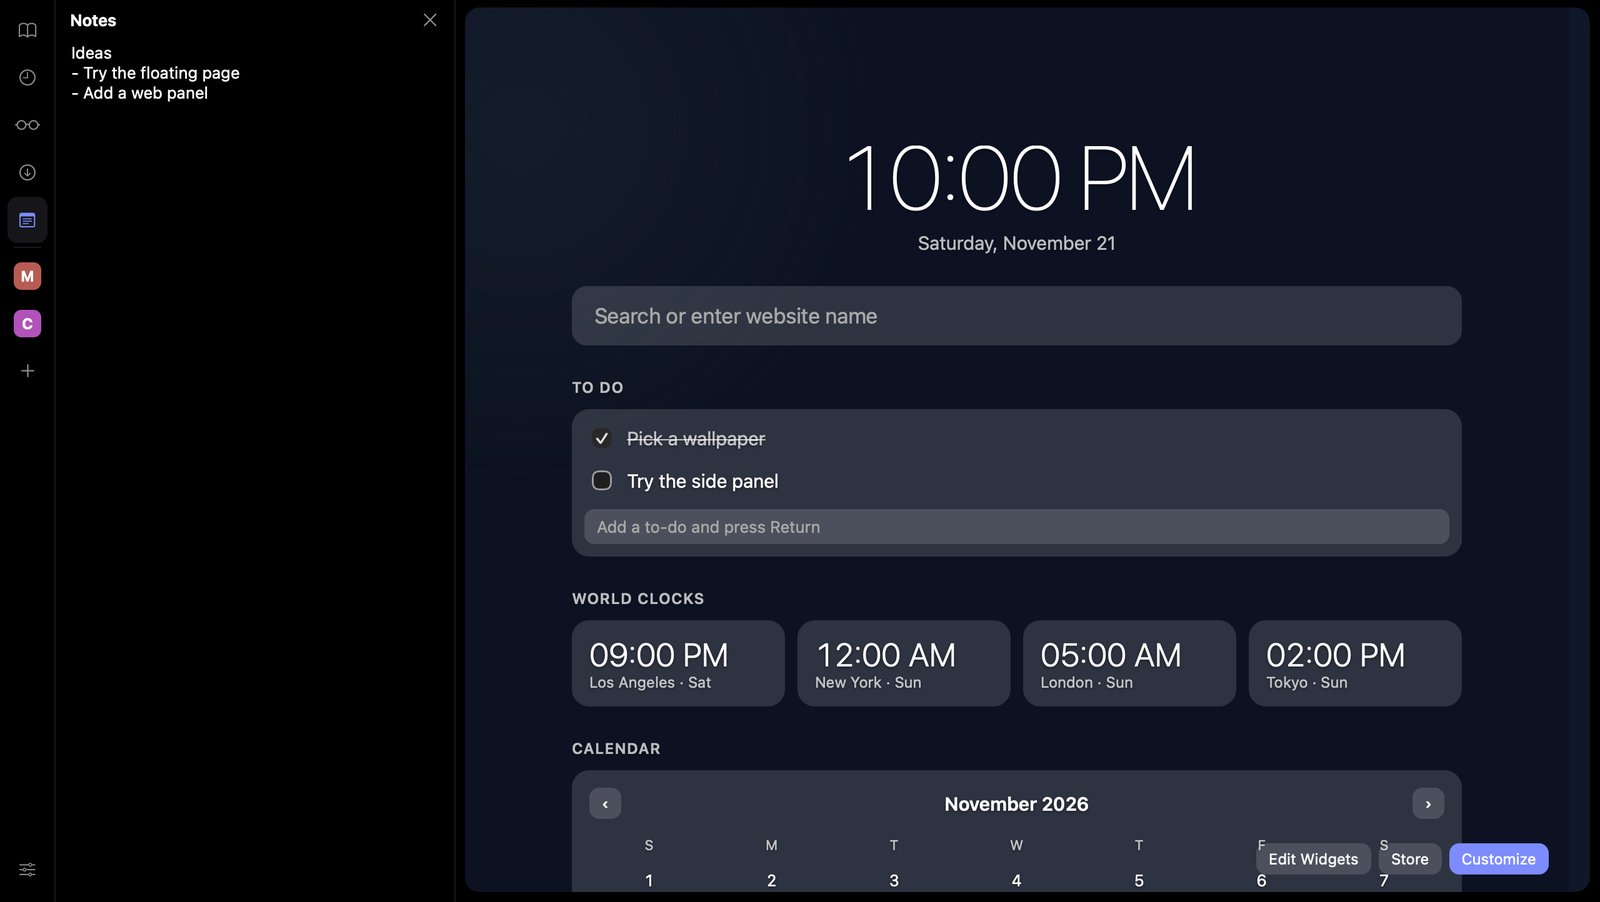 Notes
Ideas
- Try the floating page
- Add a web panel
M
C
10:00 PM
Saturday, November 21
Search or enter website name
TO DO
Pick a wallpaper
Try the side panel
Add a to-do and press Return
WORLD CLOCKS
09:00 PM
Los Angeles · Sat
12:00 AM
New York · Sun
05:00 AM
London · Sun
02:00 PM
Tokyo · Sun
CALENDAR
‹ November 2026 ›
S M T W T F S
1 2 3 4 5 6 7
Edit Widgets Store Customize